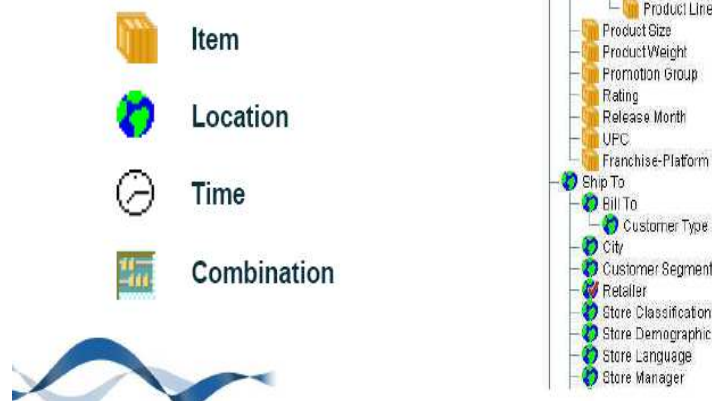 Item
Location
Time
Combination
Product Line
Product Size
Product Weight
Promotion Group
Rating
Release Month
UPC
Franchise-Platform
Ship To
Bill To
Customer Type
City
Customer Segment
Retailer
Store Classification
Store Demographic
Store Language
Store Manager